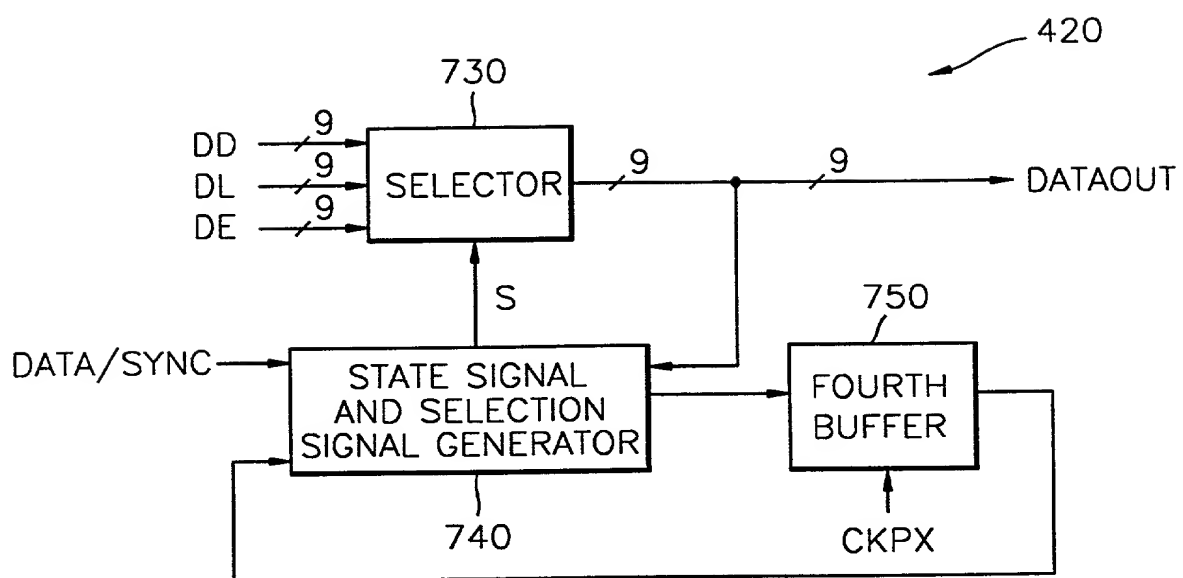 420
730
DD 9
DL 9
DE 9
SELECTOR
9
9
DATAOUT
S
750
DATA/SYNC
STATE SIGNAL
AND SELECTION
SIGNAL GENERATOR
FOURTH
BUFFER
740
CKPX